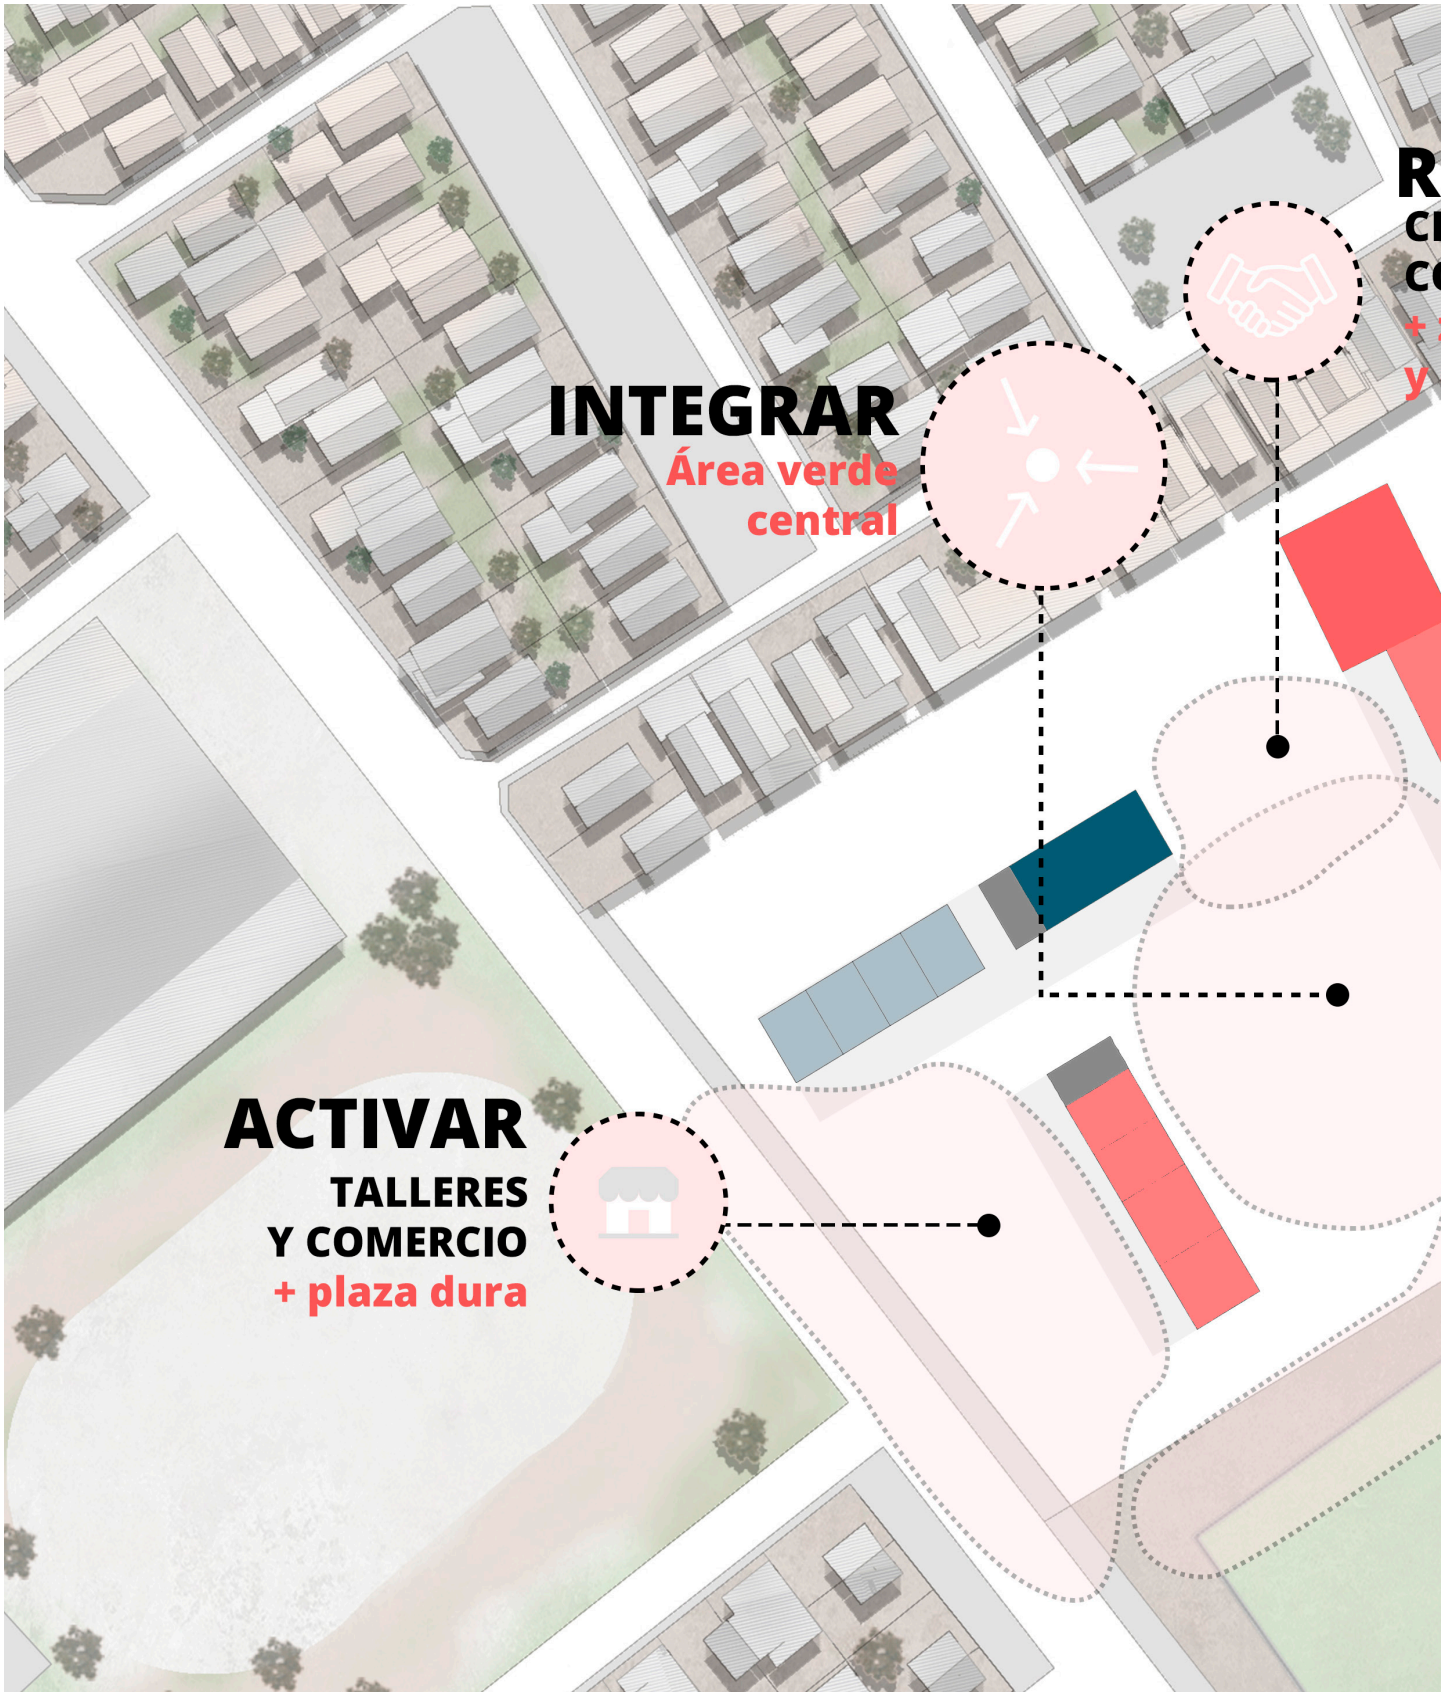 INTEGRAR
Área verde
central
ACTIVAR
TALLERES
Y COMERCIO
+ plaza dura
R
+
y